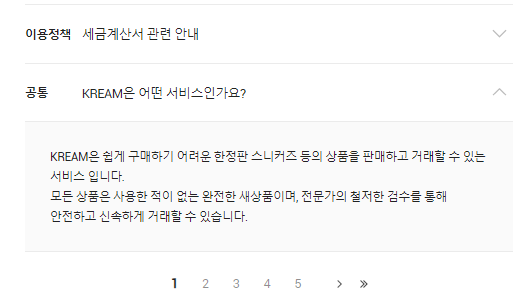 이용정책 세금계산서 관련 안내
공통 KREAM은 어떤 서비스인가요?
KREAM은 쉽게 구매하기 어려운 한정판 스니커즈 등의 상품을 판매하고 거래할 수 있는
서비스 입니다.
모든 상품은 사용한 적이 없는 완전한 새상품이며, 전문가의 철저한 검수를 통해
안전하고 신속하게 거래할 수 있습니다.
1 2 3 4 5 > »